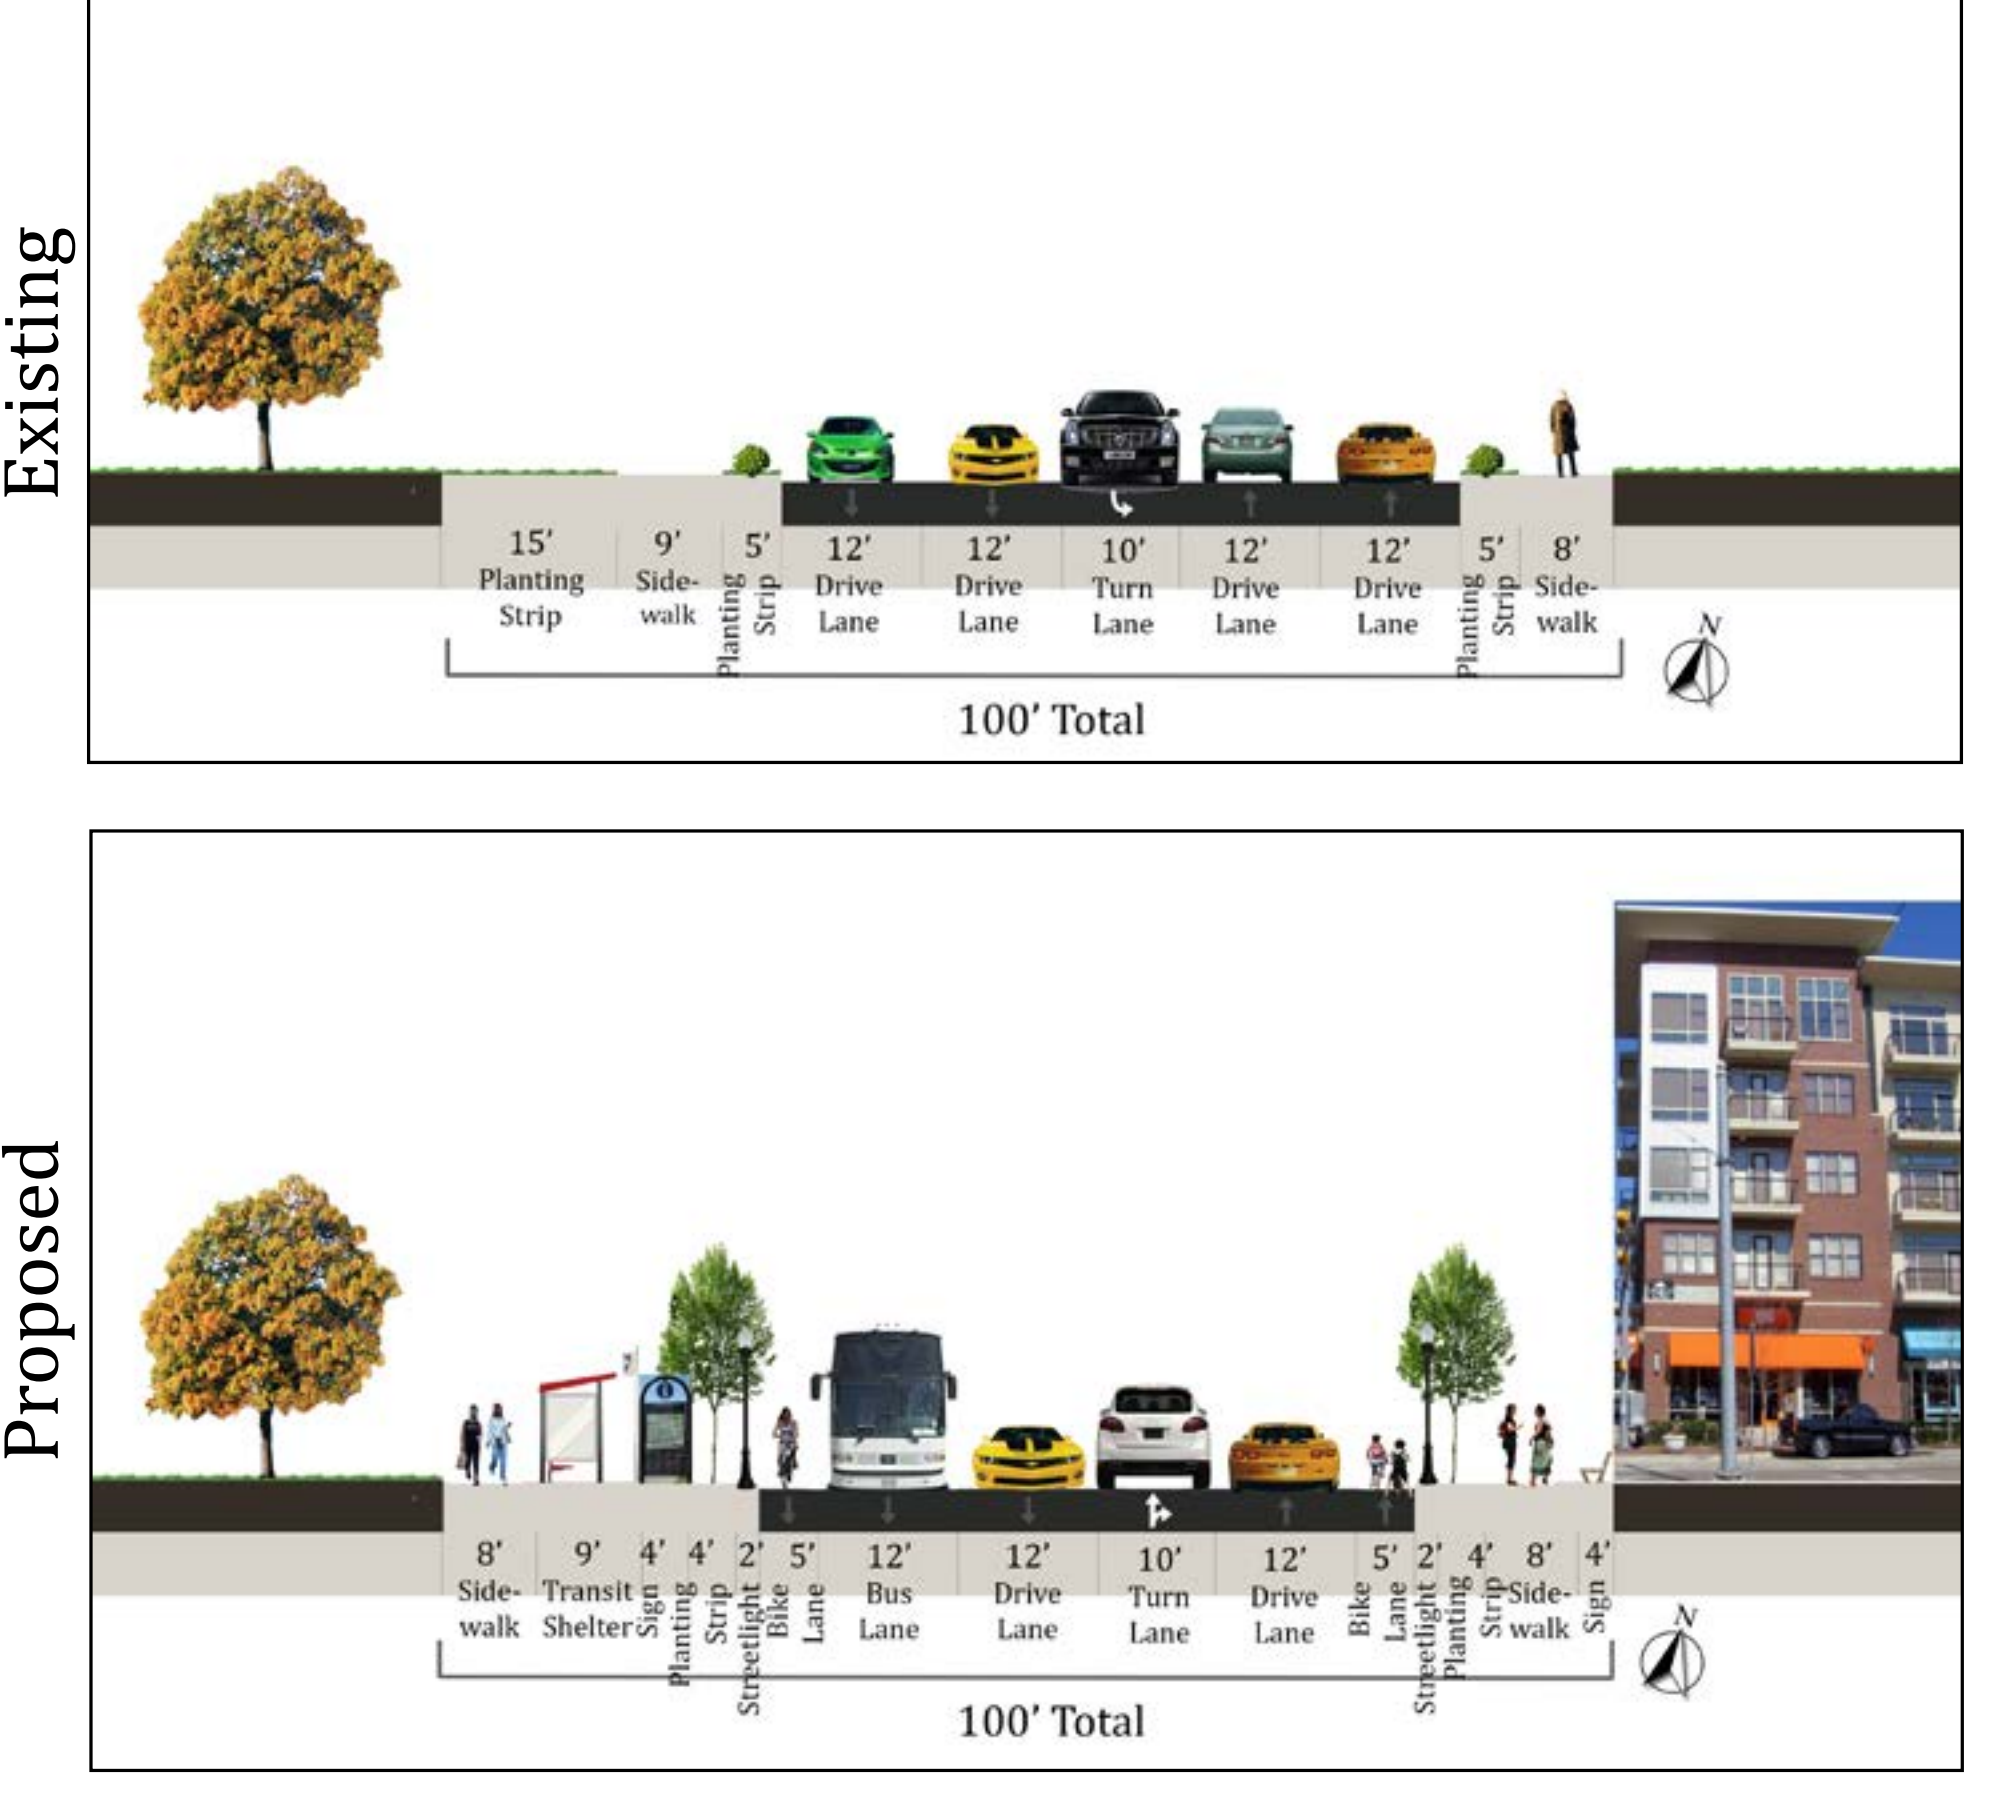 Existing
15’
Planting
Strip
9’
Side-
walk
5’
Planting
Strip
12’
Drive
Lane
12’
Drive
Lane
10’
Turn
Lane
12’
Drive
Lane
12’
Drive
Lane
5’
Planting
Strip
8’
Side-
walk
N
100’ Total
Proposed
8’
Side-
walk
9’
Transit
Shelter
4’
Sign
4’
Planting
Strip
2’
Streetlight
5’
Bike
Lane
12’
Bus
Lane
12’
Drive
Lane
10’
Turn
Lane
12’
Drive
Lane
5’
Bike
Lane
2’
Streetlight
4’
Planting
Strip
8’
Side-
walk
4’
Sign
N
100’ Total